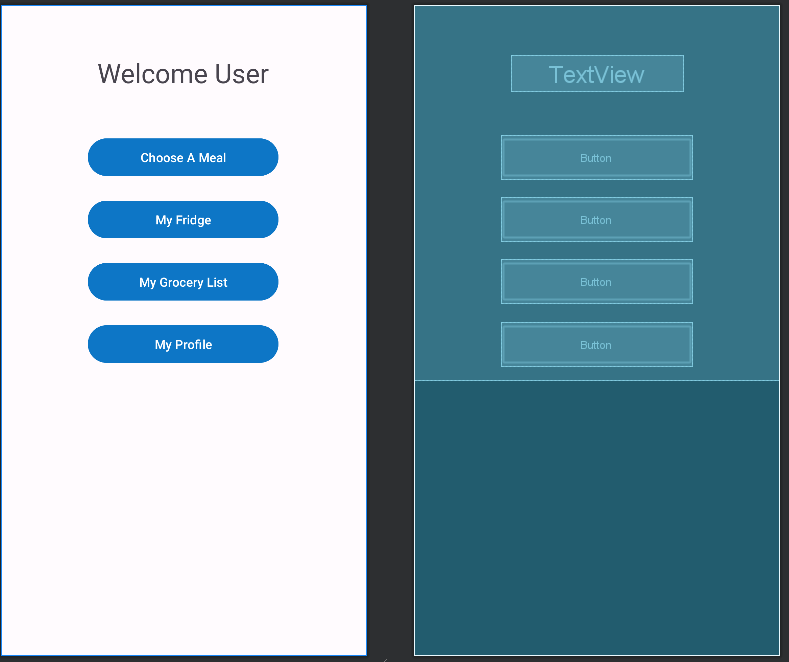 Welcome User
Choose A Meal
My Fridge
My Grocery List
My Profile
TextView
Button
Button
Button
Button